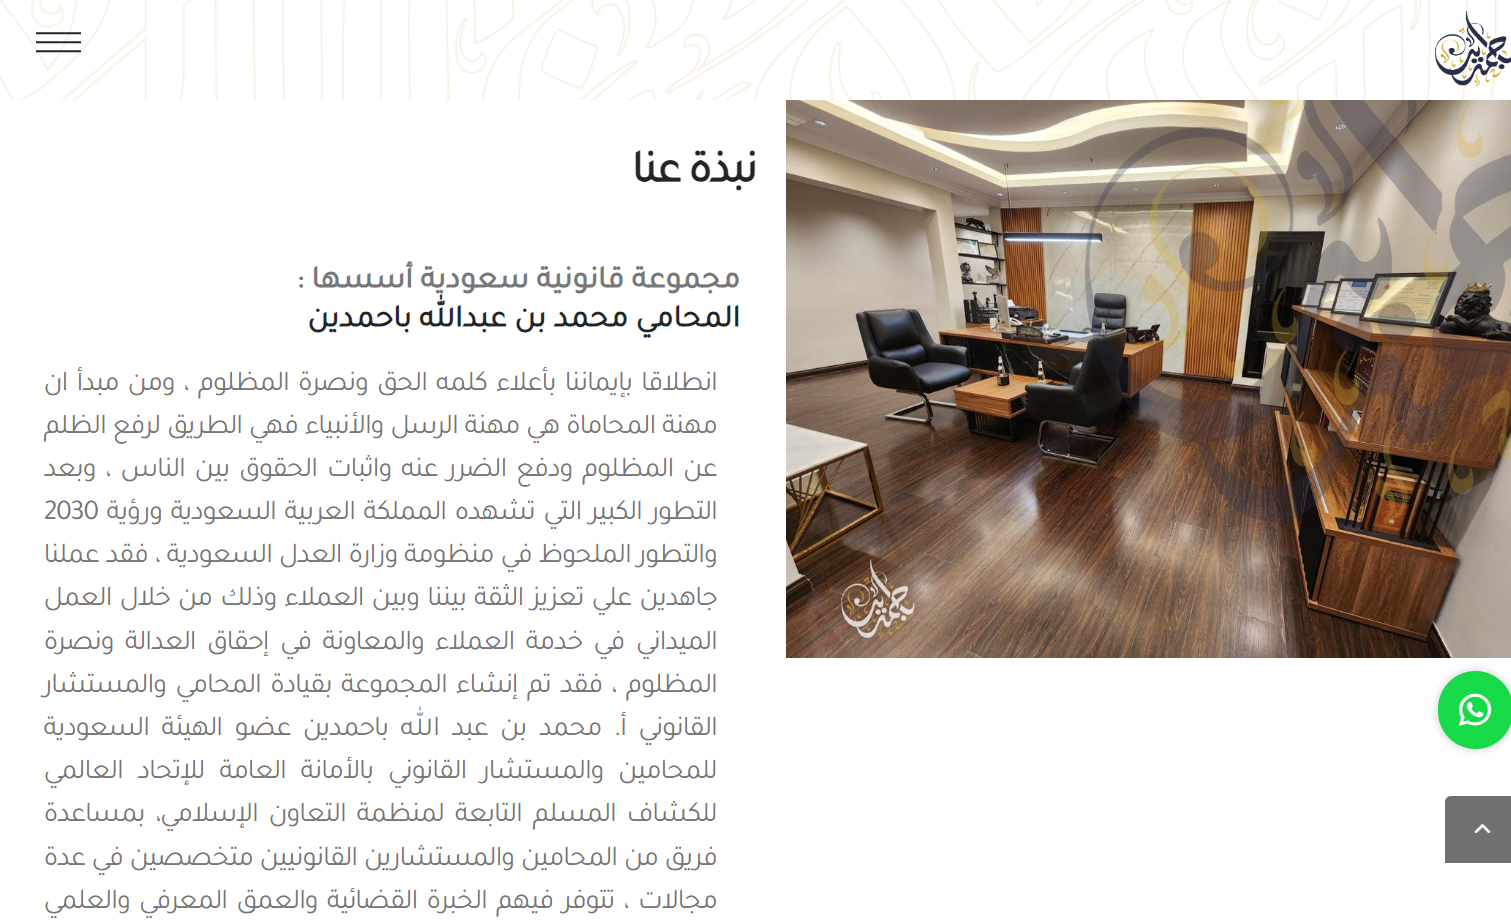 نبذة عنا
مجموعة قانونية سعودية أسسها :
المحامي محمد بن عبدالله باحمدين
انطلاقا بإيماننا بأعلاء كلمه الحق ونصرة المظلوم ، ومن مبدأ ان
مهنة المحاماة هي مهنة الرسل والأنبياء فهي الطريق لرفع الظلم
عن المظلوم ودفع الضرر عنه واثبات الحقوق بين الناس ، وبعد
التطور الكبير التي تشهده المملكة العربية السعودية ورؤية 2030
والتطور الملحوظ في منظومة وزارة العدل السعودية ، فقد عملنا
جاهدين علي تعزيز الثقة بيننا وبين العملاء وذلك من خلال العمل
الميداني في خدمة العملاء والمعاونة في إحقاق العدالة ونصرة
المظلوم ، فقد تم إنشاء المجموعة بقيادة المحامي والمستشار
القانوني أ. محمد بن عبد الله باحمدين عضو الهيئة السعودية
للمحامين والمستشار القانوني بالأمانة العامة للإتحاد العالمي
للكشاف المسلم التابعة لمنظمة التعاون الإسلامي، بمساعدة
فريق من المحامين والمستشارين القانونيين متخصصين في عدة
مجالات ، تتوفر فيهم الخبرة القضائية والعمق المعرفي والعلمي